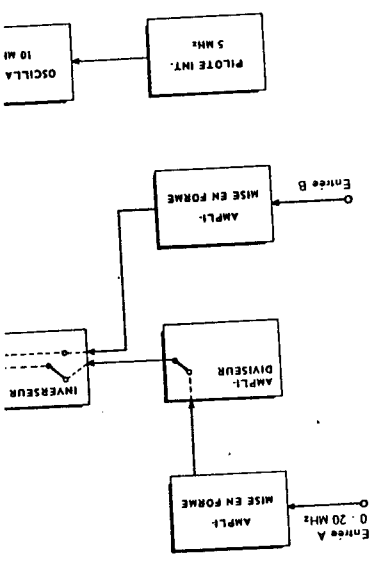 Entrée A
0 . 20 MHz
AMPLI-
MISE EN FORME
AMPLI-
DIVISEUR
INVERSEUR
Entrée B
AMPLI-
MISE EN FORME
PILOTE INT.
5 MHz
OSCILLA
10 M